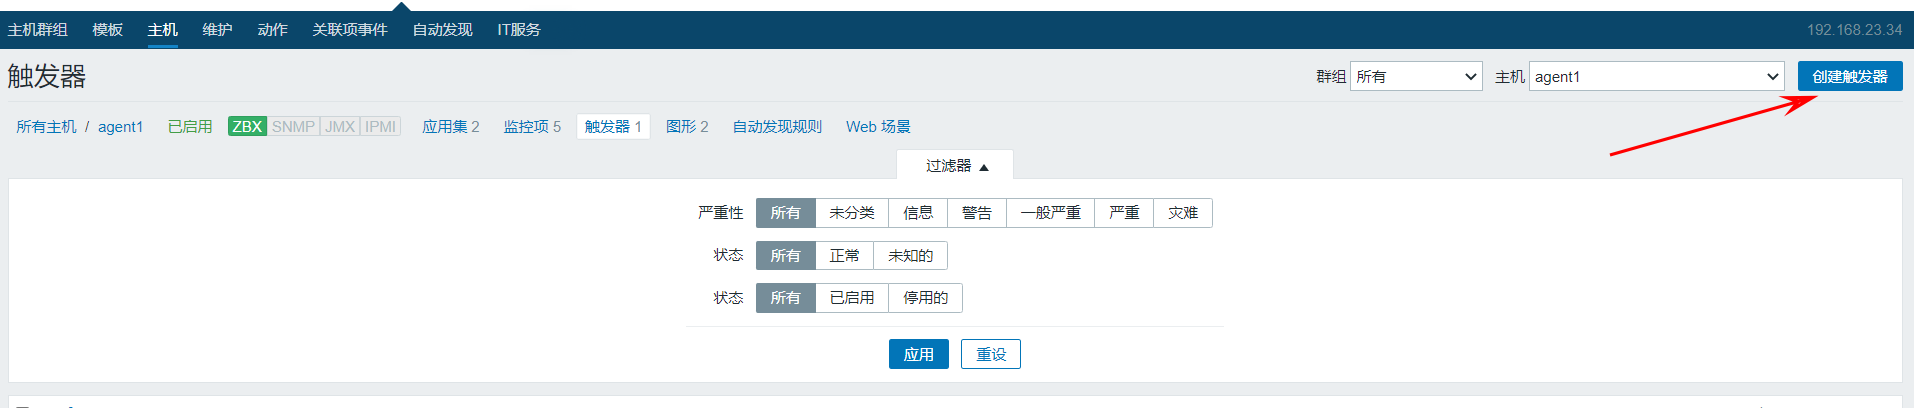 主机群组 模板 主机 维护 动作 关联项事件 自动发现 IT服务 192.168.23.34
触发器 群组 所有 主机 agent1 创建触发器
所有主机 / agent1 已启用 ZBX SNMP JMX IPMI 应用集 2 监控项 5 触发器 1 图形 2 自动发现规则 Web 场景
过滤器 ▲
严重性 所有 未分类 信息 警告 一般严重 严重 灾难
状态 所有 正常 未知的
状态 所有 已启用 停用的
应用 重设